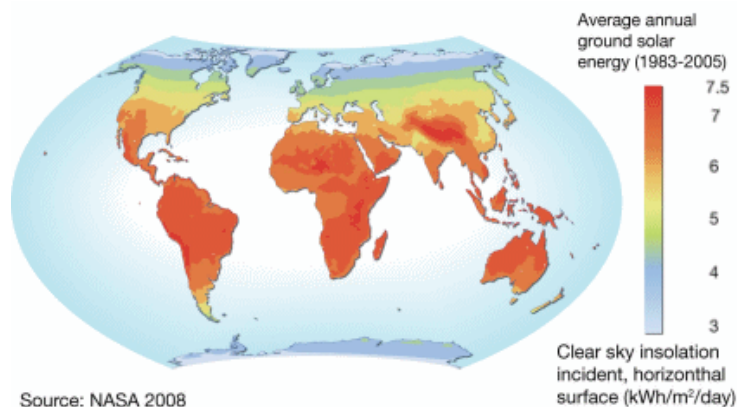 Average annual
ground solar
energy (1983-2005)
7.5
7
6
5
4
3
Clear sky insolation
incident, horizonthal
surface (kWh/m²/day)
Source: NASA 2008